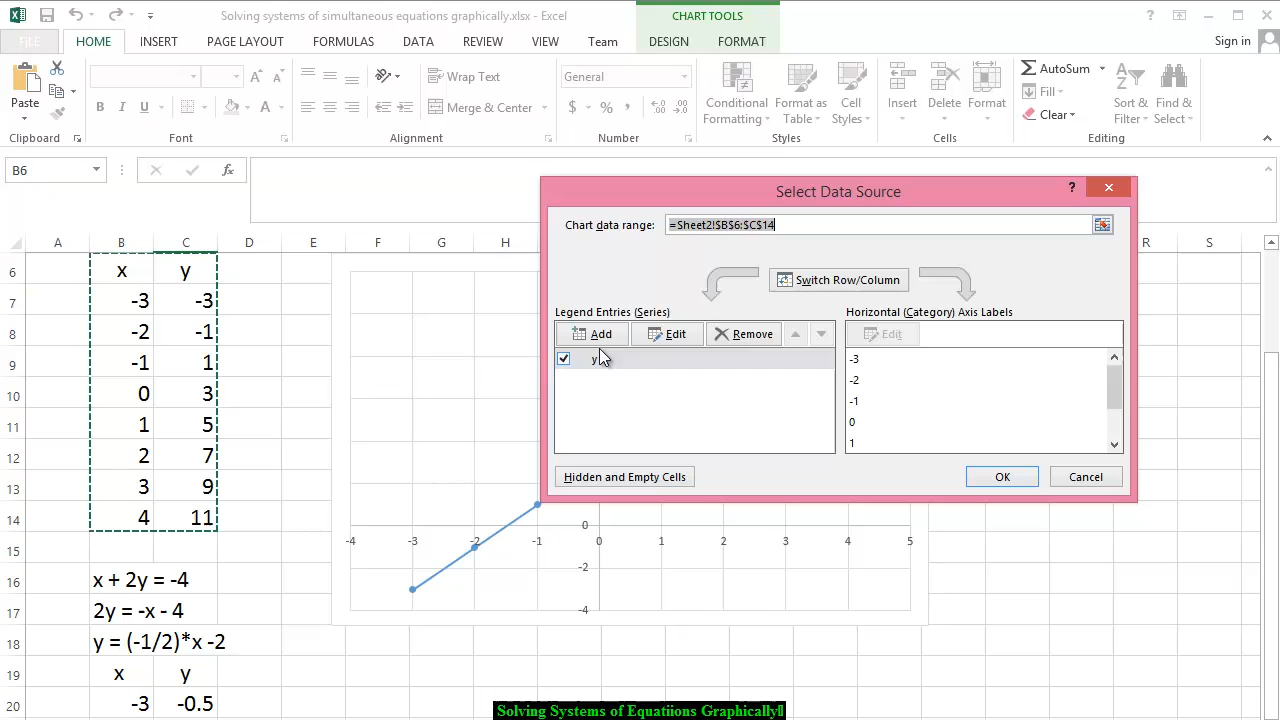 Solving systems of simultaneous equations graphically.xlsx - Excel
CHART TOOLS
FILE HOME INSERT PAGE LAYOUT FORMULAS DATA REVIEW VIEW Team DESIGN FORMAT Sign in
Paste
Clipboard
B I U A
Font
Wrap Text
Merge & Center
Alignment
General
$ % ,
Number
Conditional Formatting
Format as Table
Cell Styles
Styles
Insert
Delete
Format
Cells
AutoSum
Fill
Clear
Sort & Filter
Find & Select
Editing
B6
fx
Select Data Source
Chart data range: =Sheet2!$B$6:$C$14
Switch Row/Column
Legend Entries (Series)
Add Edit Remove
y
Horizontal (Category) Axis Labels
Edit
-3
-2
-1
0
1
Hidden and Empty Cells
OK Cancel
A B C D E F G H R S
6 x y
7 -3 -3
8 -2 -1
9 -1 1
10 0 3
11 1 5
12 2 7
13 3 9
14 4 11
15
16 x + 2y = -4
17 2y = -x - 4
18 y = (-1/2)*x -2
19 x y
20 -3 -0.5
0
-4 -3 -2 -1 0 1 2 3 4 5
-2
-4
Solving Systems of Equatiions Graphically